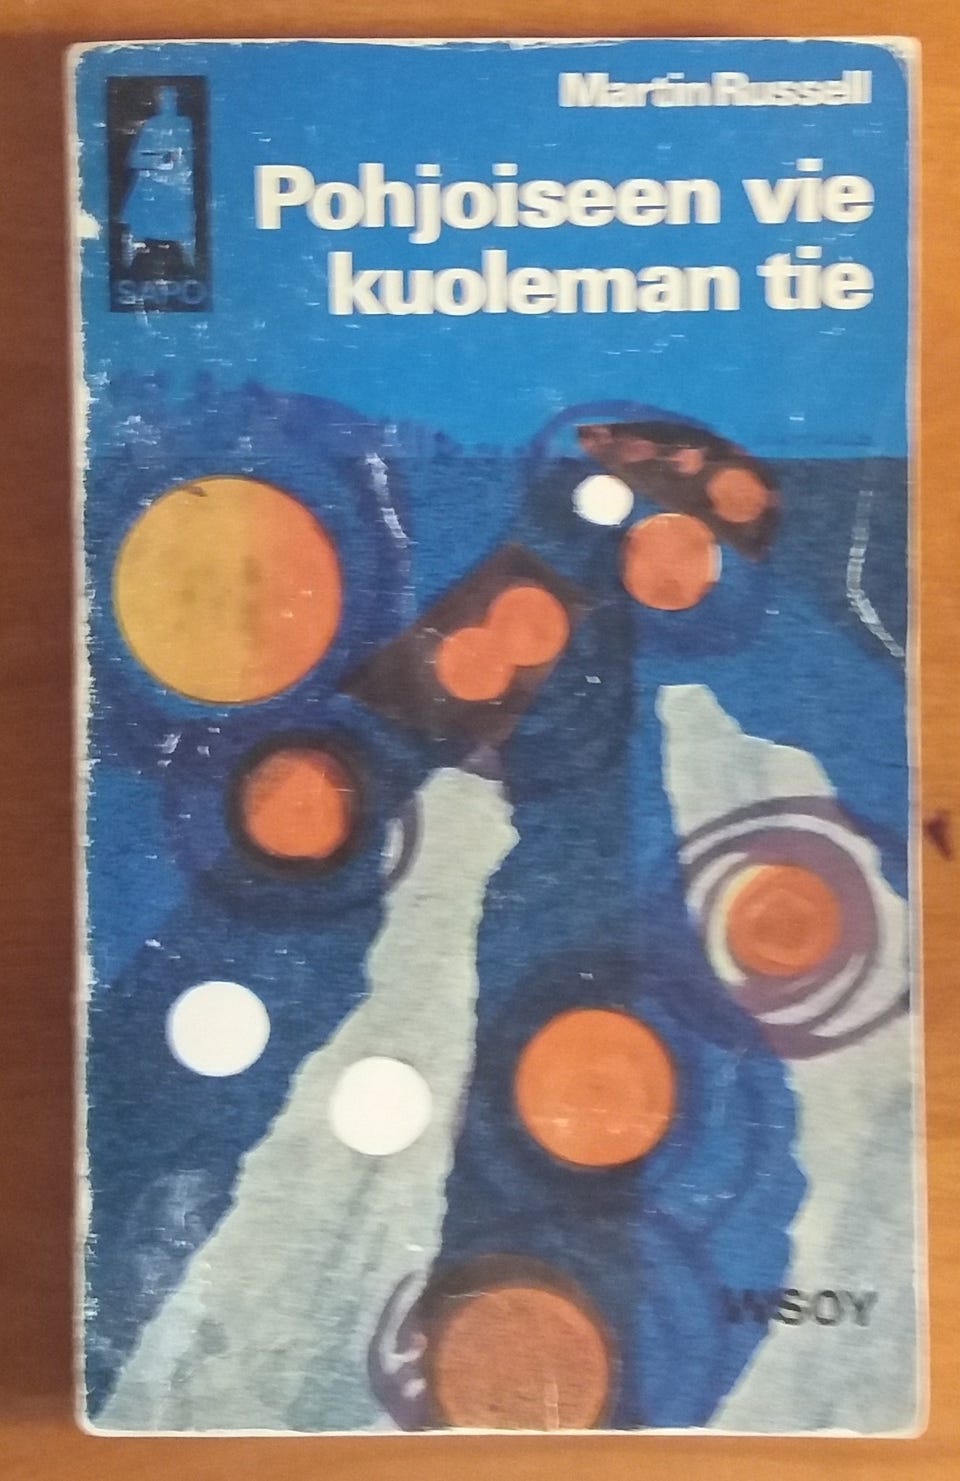 Martin Russell
Pohjoiseen vie
kuoleman tie
SAPO
WSOY